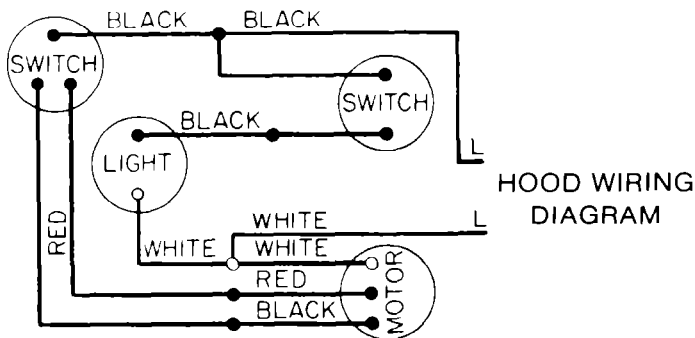 BLACK BLACK
SWITCH
SWITCH
BLACK
LIGHT
L
HOOD WIRING
DIAGRAM
WHITE L
RED
WHITE WHITE
RED
BLACK
MOTOR